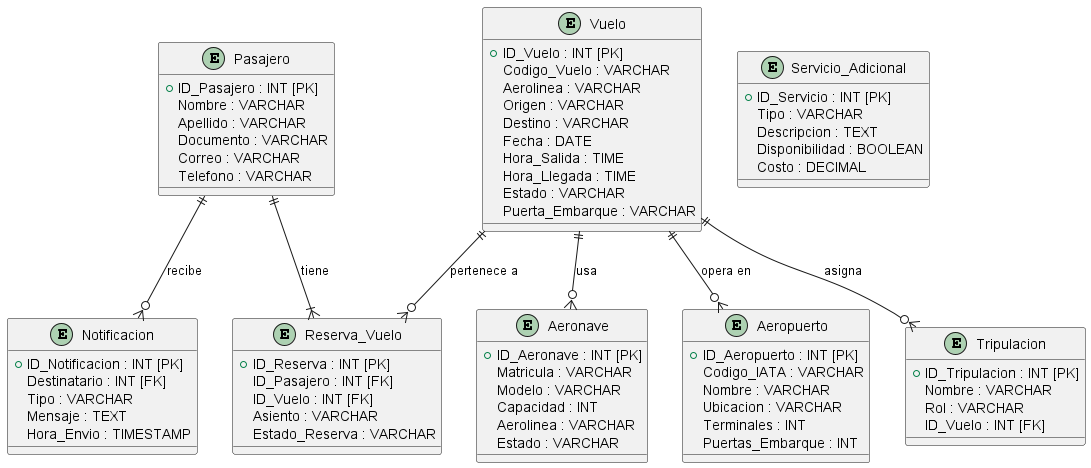 E Pasajero
ID_Pasajero : INT [PK]
Nombre : VARCHAR
Apellido : VARCHAR
Documento : VARCHAR
Correo : VARCHAR
Telefono : VARCHAR
E Vuelo
ID_Vuelo : INT [PK]
Codigo_Vuelo : VARCHAR
Aerolinea : VARCHAR
Origen : VARCHAR
Destino : VARCHAR
Fecha : DATE
Hora_Salida : TIME
Hora_Llegada : TIME
Estado : VARCHAR
Puerta_Embarque : VARCHAR
E Servicio_Adicional
ID_Servicio : INT [PK]
Tipo : VARCHAR
Descripcion : TEXT
Disponibilidad : BOOLEAN
Costo : DECIMAL
recibe
tiene
pertenece a
usa
opera en
asigna
E Notificacion
ID_Notificacion : INT [PK]
Destinatario : INT [FK]
Tipo : VARCHAR
Mensaje : TEXT
Hora_Envio : TIMESTAMP
E Reserva_Vuelo
ID_Reserva : INT [PK]
ID_Pasajero : INT [FK]
ID_Vuelo : INT [FK]
Asiento : VARCHAR
Estado_Reserva : VARCHAR
E Aeronave
ID_Aeronave : INT [PK]
Matricula : VARCHAR
Modelo : VARCHAR
Capacidad : INT
Aerolinea : VARCHAR
Estado : VARCHAR
E Aeropuerto
ID_Aeropuerto : INT [PK]
Codigo_IATA : VARCHAR
Nombre : VARCHAR
Ubicacion : VARCHAR
Terminales : INT
Puertas_Embarque : INT
E Tripulacion
ID_Tripulacion : INT [PK]
Nombre : VARCHAR
Rol : VARCHAR
ID_Vuelo : INT [FK]